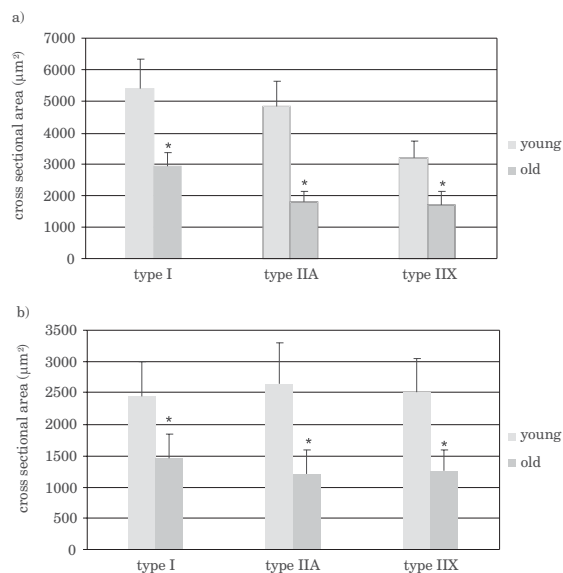 a)
cross sectional area (μm²)
7000
6000
5000
4000
3000
2000
1000
0
*
*
*
type I
type IIA
type IIX
young
old
b)
cross sectional area (μm²)
3500
3000
2500
2000
1500
1000
500
0
*
*
*
type I
type IIA
type IIX
young
old